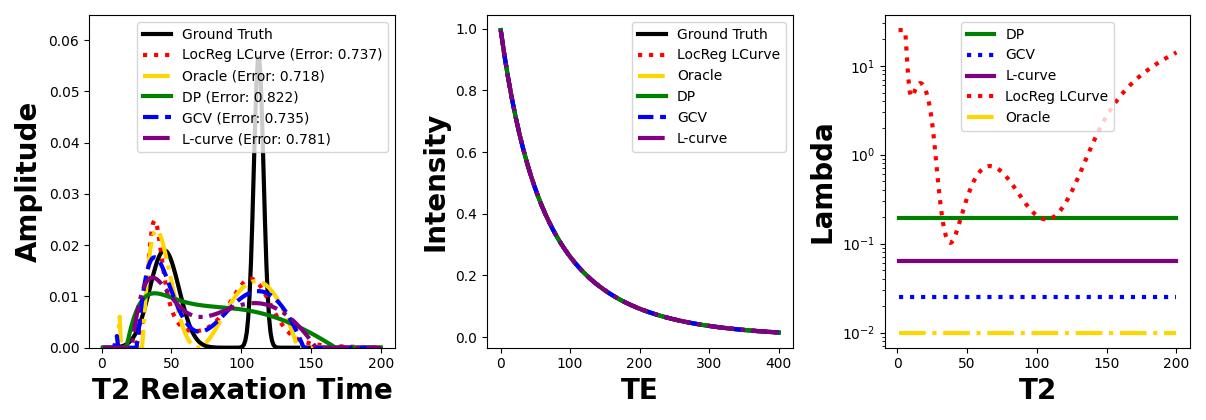 Amplitude
0.06
0.05
0.04
0.03
0.02
0.01
0.00
Ground Truth
LocReg LCurve (Error: 0.737)
Oracle (Error: 0.718)
DP (Error: 0.822)
GCV (Error: 0.735)
L-curve (Error: 0.781)
0 50 100 150 200
T2 Relaxation Time
Intensity
1.0
0.8
0.6
0.4
0.2
0.0
Ground Truth
LocReg LCurve
Oracle
DP
GCV
L-curve
0 100 200 300 400
TE
Lambda
10^1
10^0
10^−1
10^−2
DP
GCV
L-curve
LocReg LCurve
Oracle
0 50 100 150 200
T2